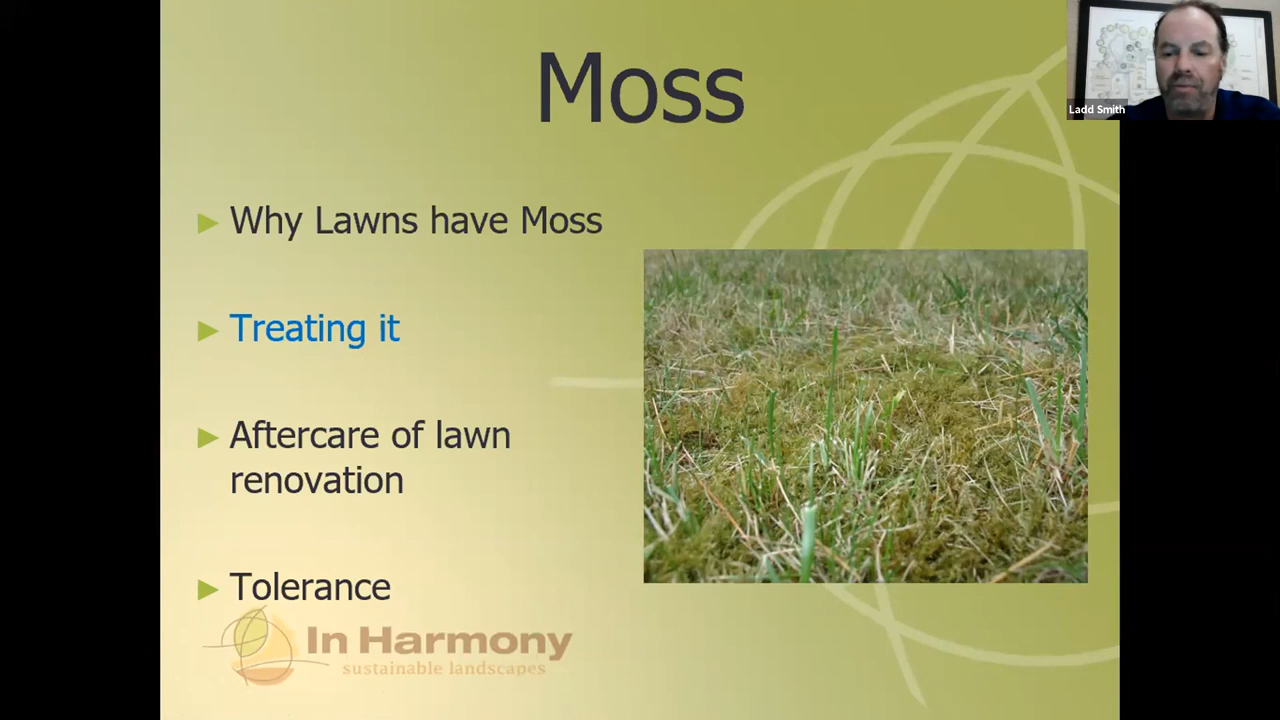 Moss
Ladd Smith
Why Lawns have Moss
Treating it
Aftercare of lawn
renovation
Tolerance
In Harmony
sustainable landscapes